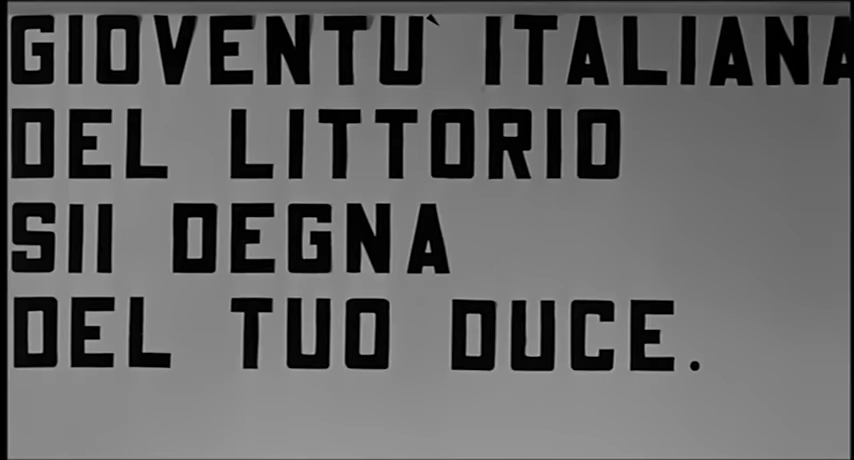 GIOVENTU` ITALIANA
DEL LITTORIO
SII DEGNA
DEL TUO DUCE.